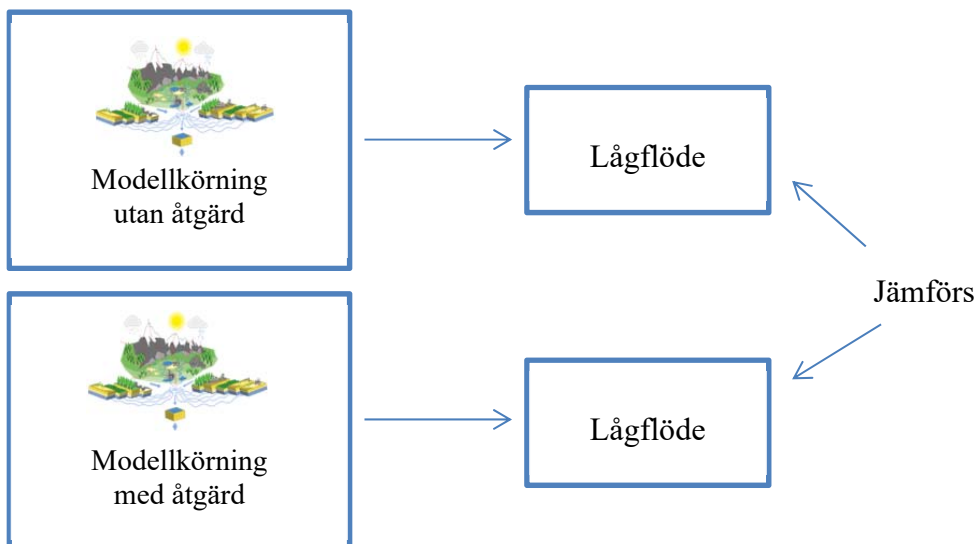 Modellkörning
utan åtgärd
Lågflöde
Jämförs
Modellkörning
med åtgärd
Lågflöde